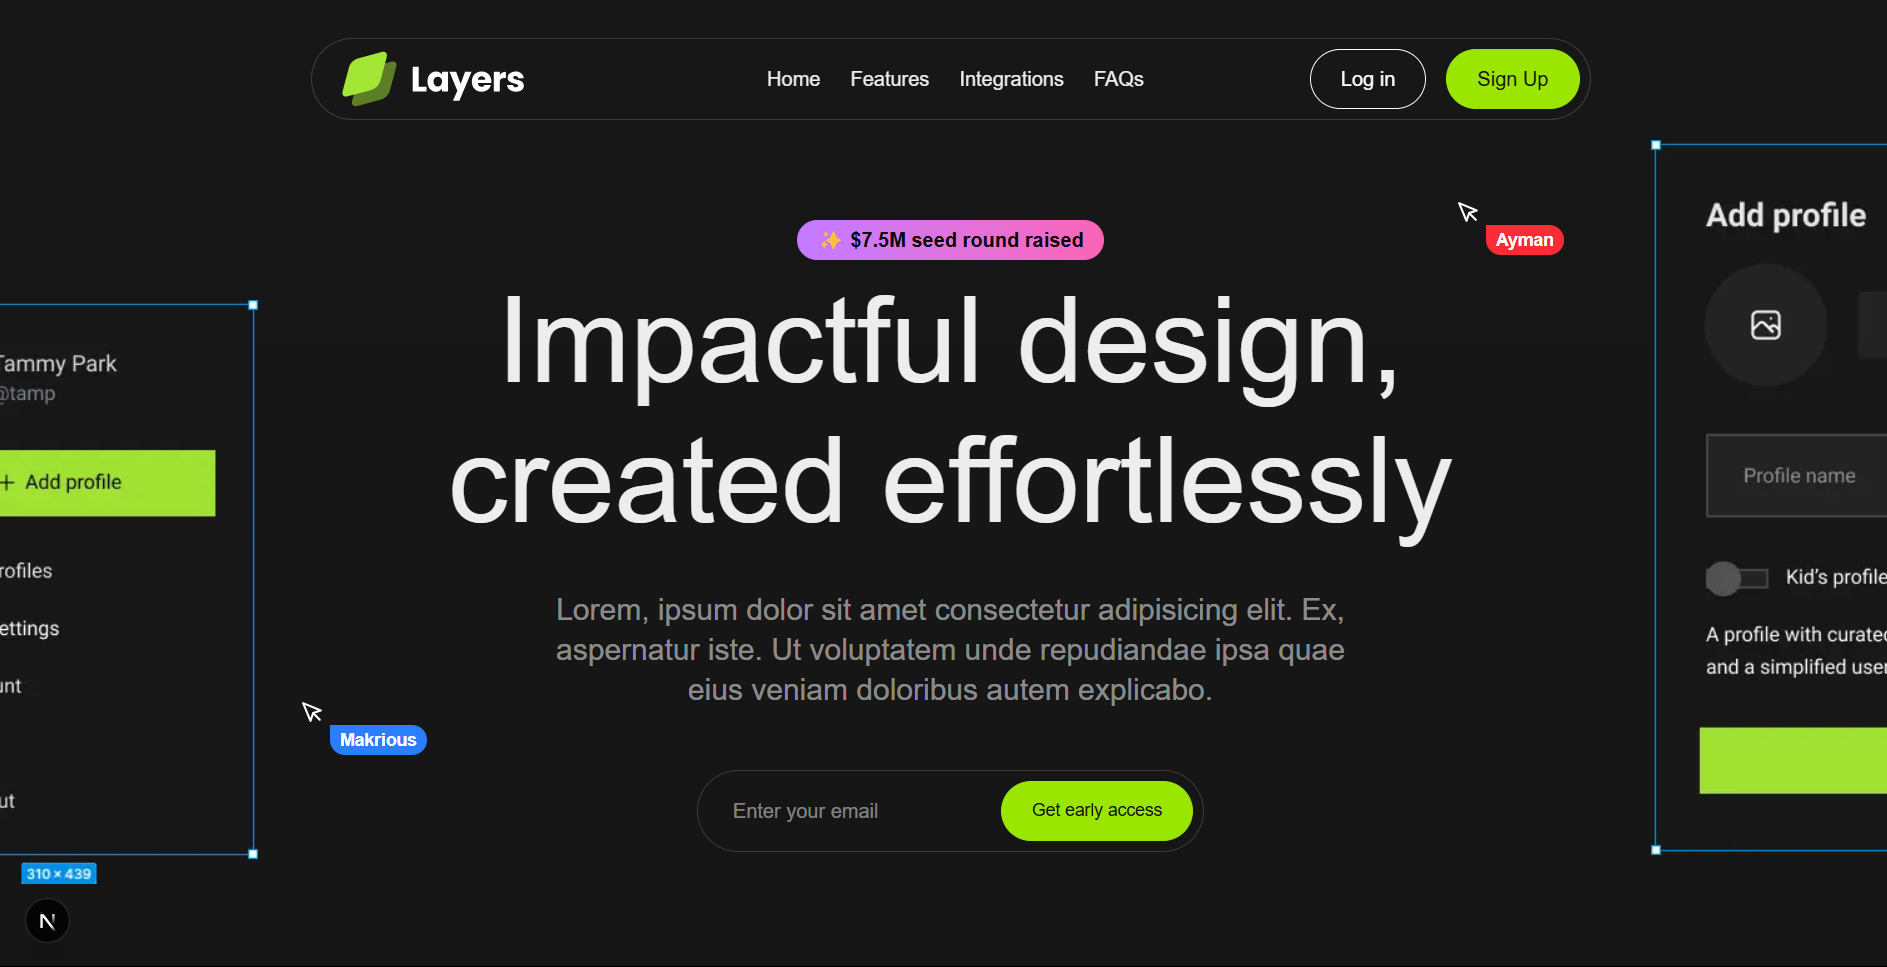 Layers
Home Features Integrations FAQs
Log in
Sign Up
✨ $7.5M seed round raised
Impactful design,
created effortlessly
Lorem, ipsum dolor sit amet consectetur adipisicing elit. Ex,
aspernatur iste. Ut voluptatem unde repudiandae ipsa quae
eius veniam doloribus autem explicabo.
Enter your email
Get early access
Ayman
Makrious
Tammy Park
@tamp
+ Add profile
rofiles
ettings
unt
ut
310 × 439
N
Add profile
Profile name
Kid's profile
A profile with curated
and a simplified user